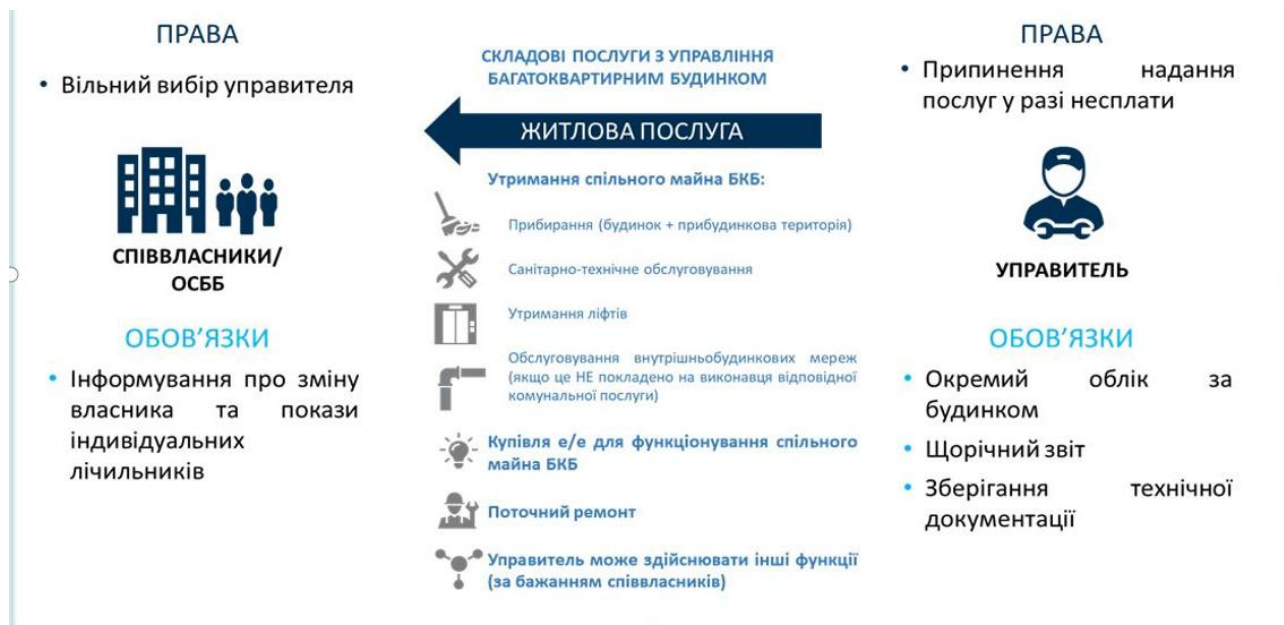 ПРАВА
• Вільний вибір управителя
СПІВВЛАСНИКИ/
ОСББ
ОБОВ’ЯЗКИ
• Інформування про зміну
власника та покази
індивідуальних
лічильників
СКЛАДОВІ ПОСЛУГИ З УПРАВЛІННЯ
БАГАТОКВАРТИРНИМ БУДИНКОМ
ЖИТЛОВА ПОСЛУГА
Утримання спільного майна БКБ:
Прибирання (будинок + прибудинкова територія)
Санітарно-технічне обслуговування
Утримання ліфтів
Обслуговування внутрішньобудинкових мереж
(якщо це НЕ покладено на виконавця відповідної
комунальної послуги)
Купівля е/е для функціонування спільного
майна БКБ
Поточний ремонт
Управитель може здійснювати інші функції
(за бажанням співвласників)
ПРАВА
• Припинення надання
послуг у разі несплати
УПРАВИТЕЛЬ
ОБОВ’ЯЗКИ
• Окремий облік за
будинком
• Щорічний звіт
• Зберігання технічної
документації